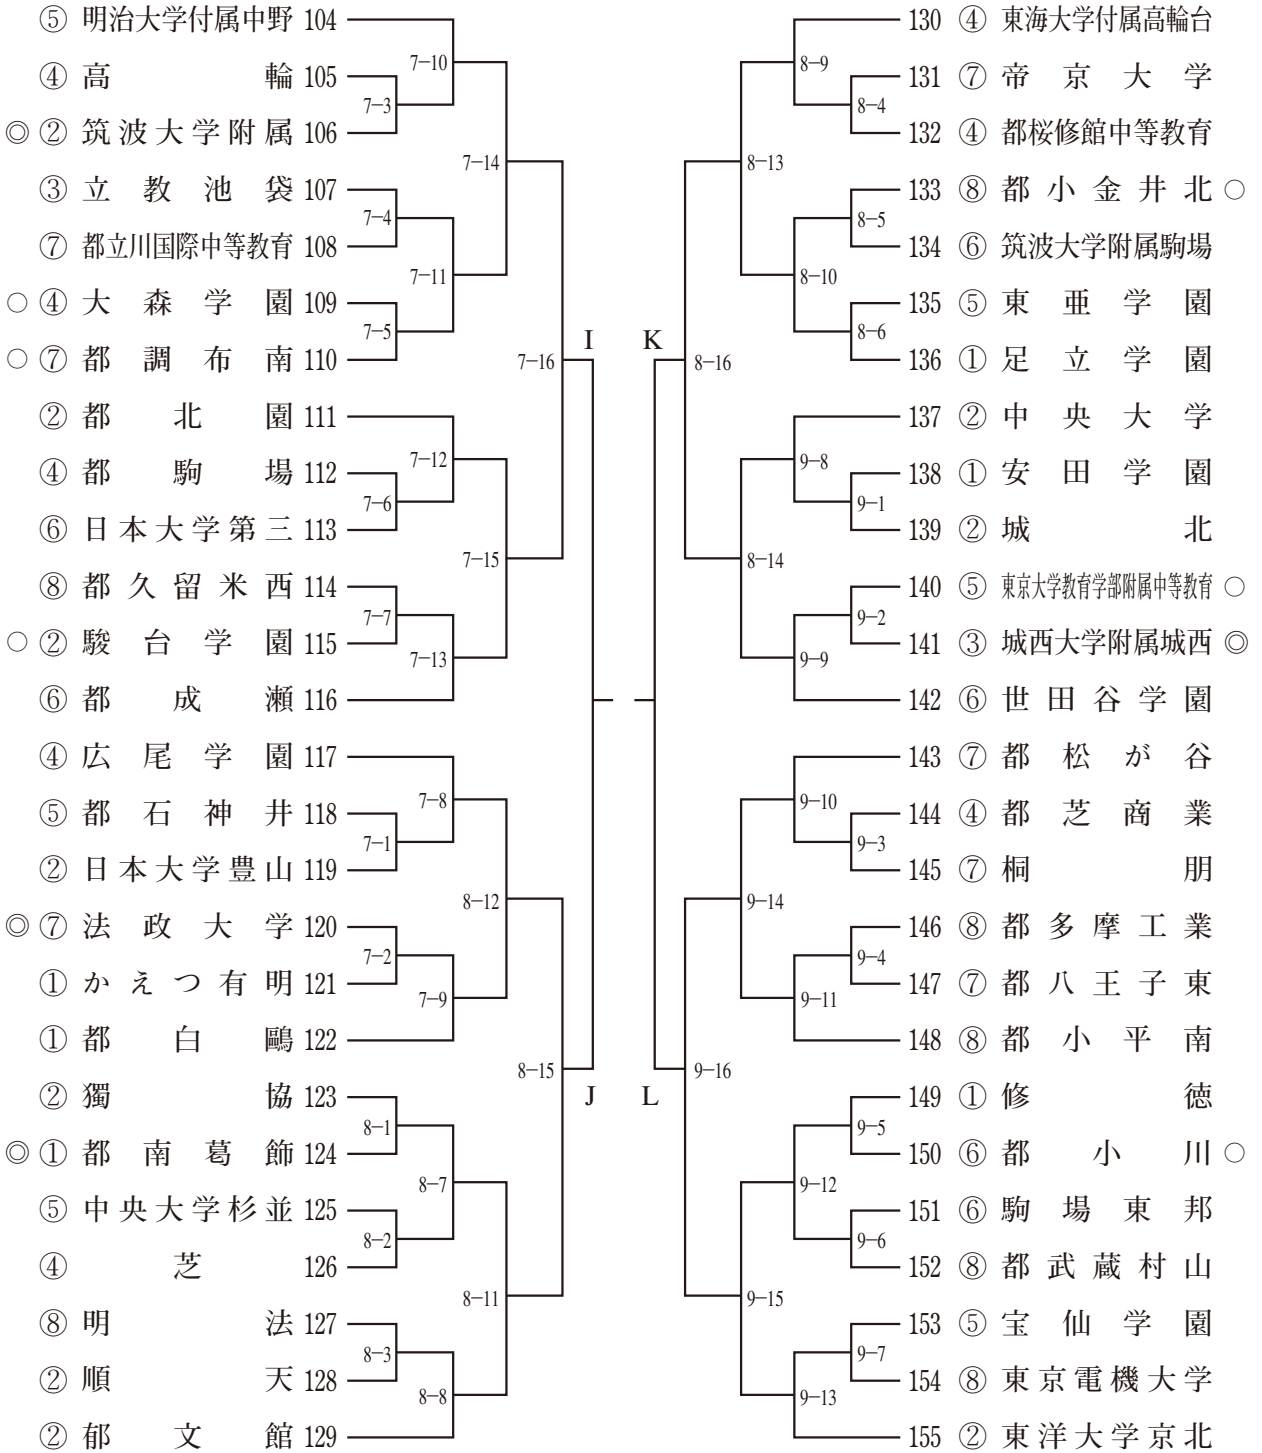 ⑤ 明治大学付属中野 104
④ 高輪 105
◎ ② 筑波大学附属 106
③ 立教池袋 107
⑦ 都立川国際中等教育 108
○ ④ 大森学園 109
○ ⑦ 都調布南 110
② 都北園 111
④ 都駒場 112
⑥ 日本大学第三 113
⑧ 都久留米西 114
○ ② 駿台学園 115
⑥ 都成瀬 116
④ 広尾学園 117
⑤ 都石神井 118
② 日本大学豊山 119
◎ ⑦ 法政大学 120
① かえつ有明 121
① 都白鷗 122
② 獨協 123
◎ ① 都南葛飾 124
⑤ 中央大学杉並 125
④ 芝 126
⑧ 明法 127
② 順天 128
② 郁文館 129
7-10
7-3
7-14
7-4
7-11
7-5
7-16
I
7-12
7-6
7-15
7-7
7-13
7-8
7-1
8-12
7-2
7-9
8-15
J
8-1
8-7
8-2
8-11
8-3
8-8
8-9
8-4
8-13
8-5
8-10
8-6
K
8-16
9-8
9-1
8-14
9-2
9-9
9-10
9-3
9-14
9-4
9-11
L
9-16
9-5
9-12
9-6
9-15
9-7
9-13
130 ④ 東海大学付属高輪台
131 ⑦ 帝京大学
132 ④ 都桜修館中等教育
133 ⑧ 都小金井北 ○
134 ⑥ 筑波大学附属駒場
135 ⑤ 東亜学園
136 ① 足立学園
137 ② 中央大学
138 ① 安田学園
139 ② 城北
140 ⑤ 東京大学教育学部附属中等教育 ○
141 ③ 城西大学附属城西 ◎
142 ⑥ 世田谷学園
143 ⑦ 都松が谷
144 ④ 都芝商業
145 ⑦ 桐朋
146 ⑧ 都多摩工業
147 ⑦ 都八王子東
148 ⑧ 都小平南
149 ① 修徳
150 ⑥ 都小川 ○
151 ⑥ 駒場東邦
152 ⑧ 都武蔵村山
153 ⑤ 宝仙学園
154 ⑧ 東京電機大学
155 ② 東洋大学京北